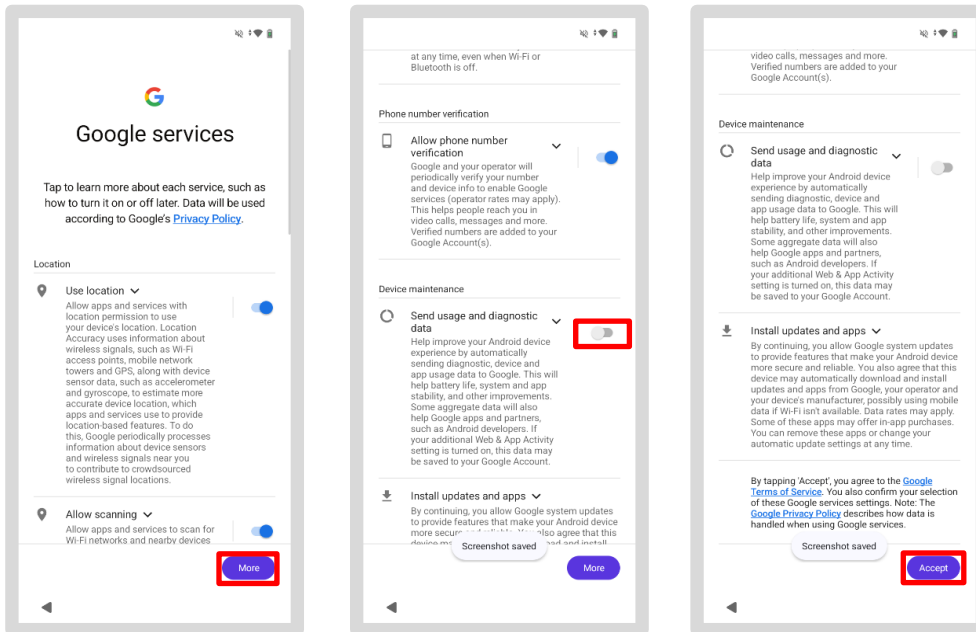 Google services
Tap to learn more about each service, such as
how to turn it on or off later. Data will be used
according to Google's Privacy Policy.
Location
Use location
Allow apps and services with
location permission to use
your device's location. Location
Accuracy uses information about
wireless signals, such as Wi-Fi
access points, mobile network
towers and GPS, along with device
sensor data, such as accelerometer
and gyroscope, to estimate more
accurate device location, which
apps and services use to provide
location-based features. To do
this, Google periodically processes
information about device sensors
and wireless signals near you
to contribute to crowdsourced
wireless signal locations.
Allow scanning
Allow apps and services to scan for
Wi-Fi networks and nearby devices
More
at any time, even when Wi-Fi or
Bluetooth is off.
Phone number verification
Allow phone number
verification
Google and your operator will
periodically verify your number
and device info to enable Google
services (operator rates may apply).
This helps people reach you in
video calls, messages and more.
Verified numbers are added to your
Google Account(s).
Device maintenance
Send usage and diagnostic
data
Help improve your Android device
experience by automatically
sending diagnostic, device and
app usage data to Google. This will
help battery life, system and app
stability, and other improvements.
Some aggregate data will also
help Google apps and partners,
such as Android developers. If
your additional Web & App Activity
setting is turned on, this data may
be saved to your Google Account.
Install updates and apps
By continuing, you allow Google system updates
to provide features that make your Android device
more also agree that this
device and install
Screenshot saved
More
video calls, messages and more.
Verified numbers are added to your
Google Account(s).
Device maintenance
Send usage and diagnostic
data
Help improve your Android device
experience by automatically
sending diagnostic, device and
app usage data to Google. This will
help battery life, system and app
stability, and other improvements.
Some aggregate data will also
help Google apps and partners,
such as Android developers. If
your additional Web & App Activity
setting is turned on, this data may
be saved to your Google Account.
Install updates and apps
By continuing, you allow Google system updates
to provide features that make your Android device
more secure and reliable. You also agree that this
device may automatically download and install
updates and apps from Google, your operator and
your device's manufacturer, possibly using mobile
data if Wi-Fi isn't available. Data rates may apply.
Some of these apps may offer in-app purchases.
You can remove these apps or change your
automatic update settings at any time.
By tapping 'Accept', you agree to the Google
Terms of Service. You also confirm your selection
of these Google services settings. Note: The
Google Privacy Policy describes how data is
handled when using Google services.
Screenshot saved
Accept